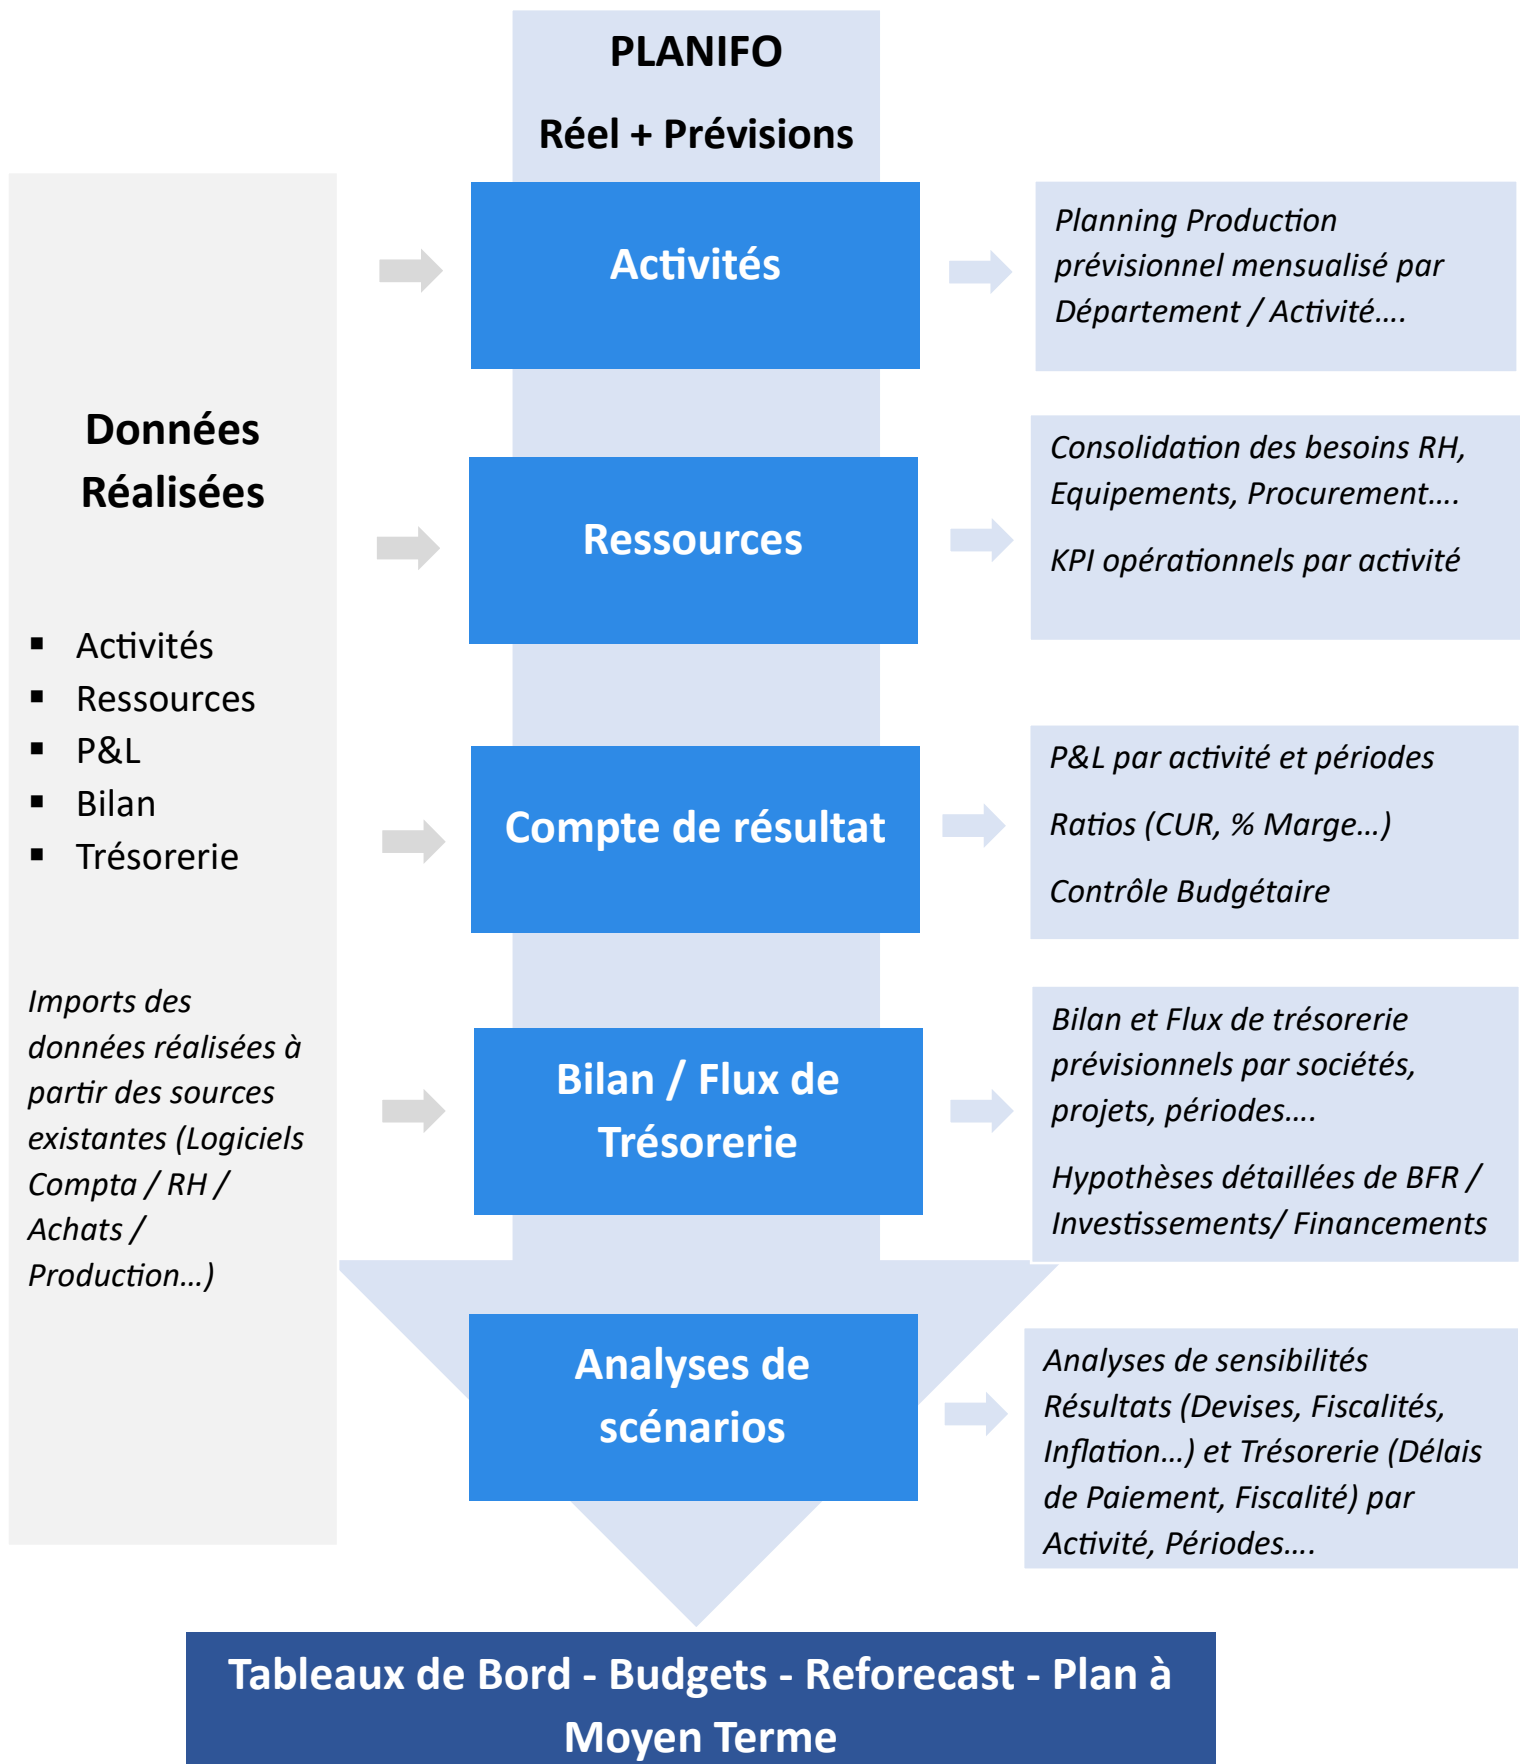 PLANIFO
Réel + Prévisions
Données
Réalisées
▪ Activités
▪ Ressources
▪ P&L
▪ Bilan
▪ Trésorerie
Imports des
données réalisées à
partir des sources
existantes (Logiciels
Compta / RH /
Achats /
Production…)
Activités
Planning Production
prévisionnel mensualisé par
Département / Activité….
Ressources
Consolidation des besoins RH,
Equipements, Procurement….
KPI opérationnels par activité
Compte de résultat
P&L par activité et périodes
Ratios (CUR, % Marge…)
Contrôle Budgétaire
Bilan / Flux de
Trésorerie
Bilan et Flux de trésorerie
prévisionnels par sociétés,
projets, périodes….
Hypothèses détaillées de BFR /
Investissements/ Financements
Analyses de
scénarios
Analyses de sensibilités
Résultats (Devises, Fiscalités,
Inflation…) et Trésorerie (Délais
de Paiement, Fiscalité) par
Activité, Périodes….
Tableaux de Bord - Budgets - Reforecast - Plan à
Moyen Terme